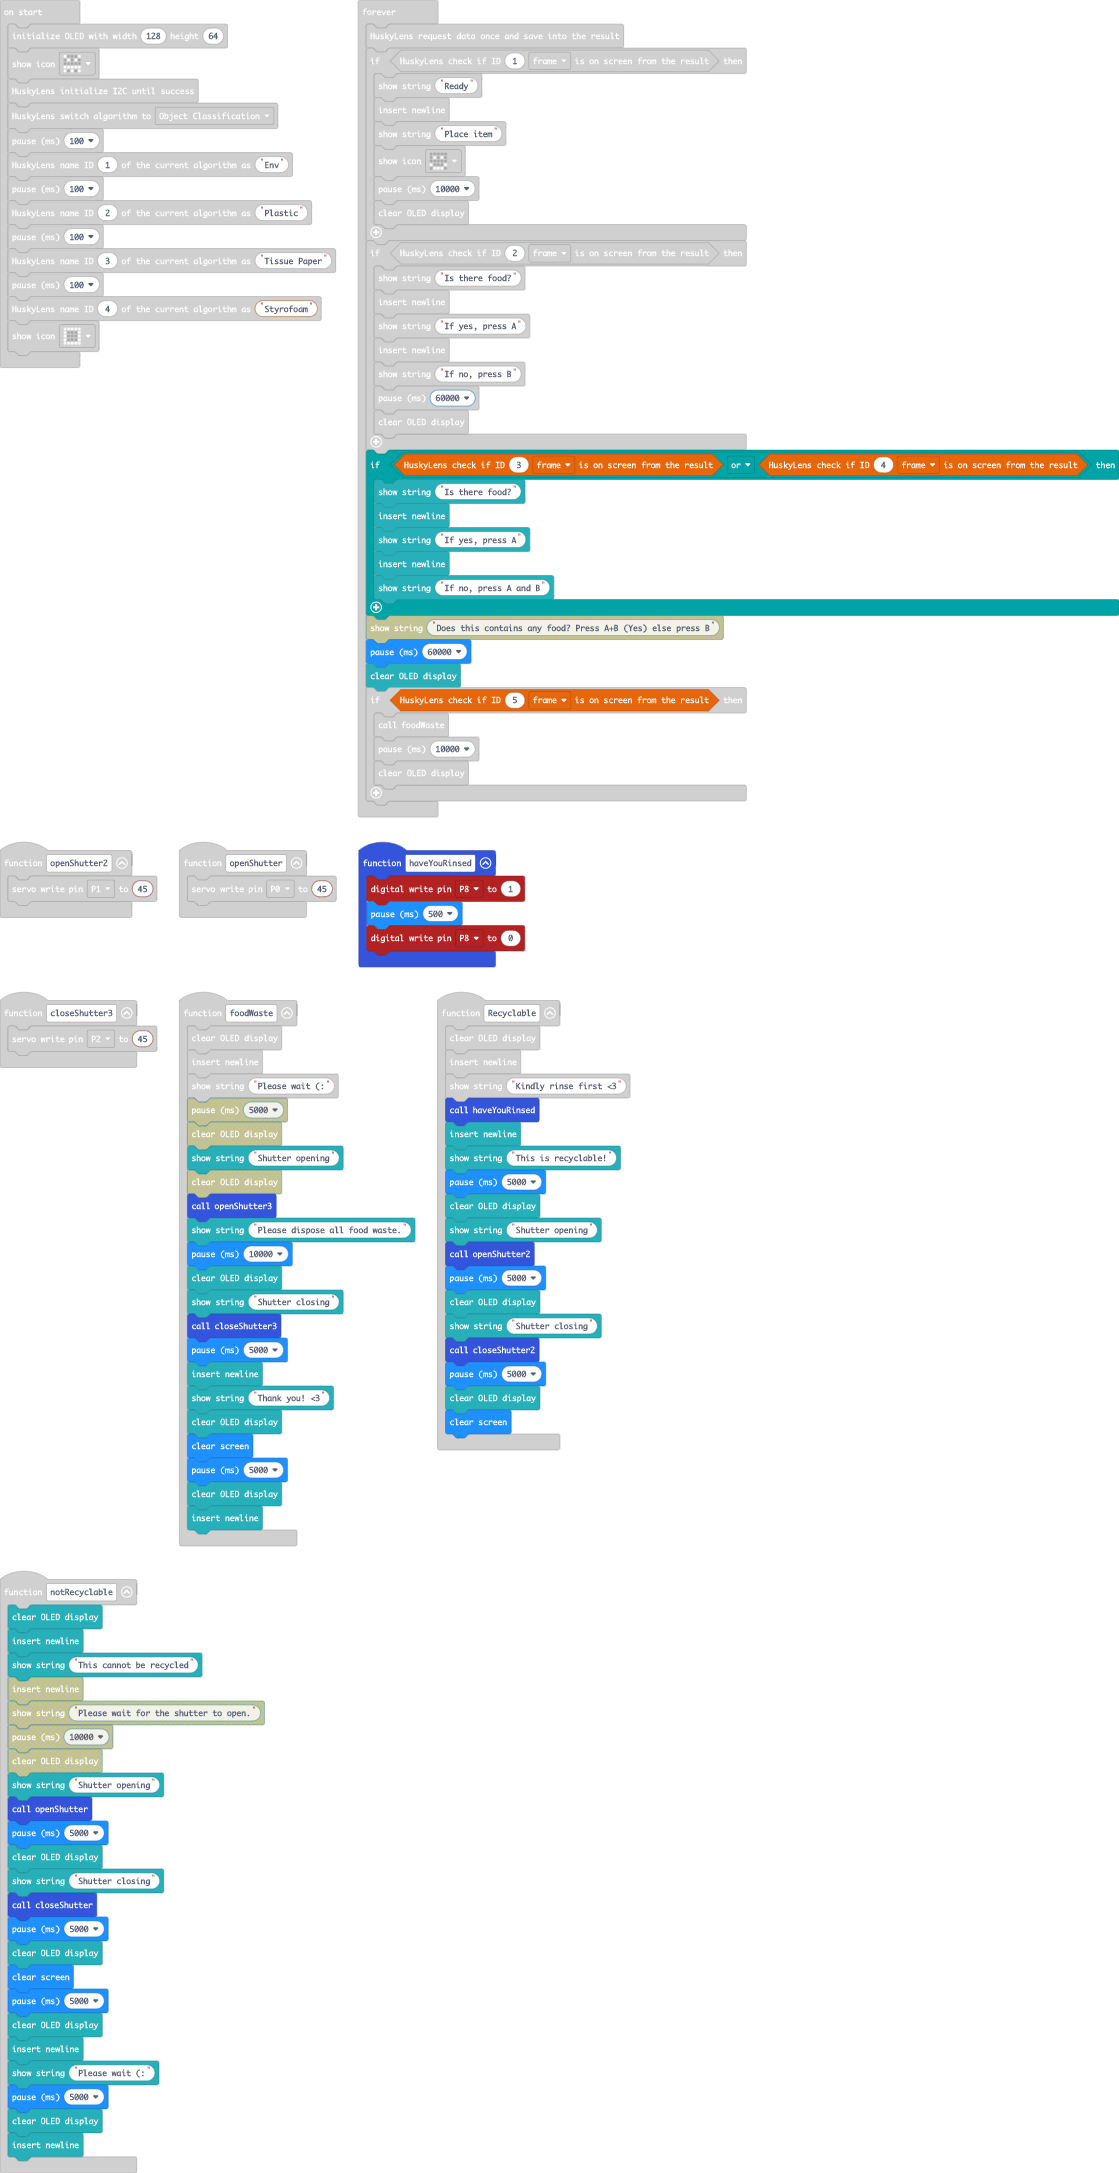 on start
initialize OLED with width 128 height 64
show icon
HuskyLens initialize I2C until success
HuskyLens switch algorithm to Object Classification
pause (ms) 100
HuskyLens name ID 1 of the current algorithm as "Env"
pause (ms) 100
HuskyLens name ID 2 of the current algorithm as "Plastic"
pause (ms) 100
HuskyLens name ID 3 of the current algorithm as "Tissue Paper"
pause (ms) 100
HuskyLens name ID 4 of the current algorithm as "Styrofoam"
show icon
forever
HuskyLens request data once and save into the result
if HuskyLens check if ID 1 frame is on screen from the result then
show string "Ready"
insert newline
show string "Place item"
show icon
pause (ms) 10000
clear OLED display
if HuskyLens check if ID 2 frame is on screen from the result then
show string "Is there food?"
insert newline
show string "If yes, press A"
insert newline
show string "If no, press B"
pause (ms) 60000
clear OLED display
if HuskyLens check if ID 3 frame is on screen from the result or HuskyLens check if ID 4 frame is on screen from the result then
show string "Is there food?"
insert newline
show string "If yes, press A"
insert newline
show string "If no, press A and B"
show string "Does this contains any food? Press A+B (Yes) else press B"
pause (ms) 60000
clear OLED display
if HuskyLens check if ID 5 frame is on screen from the result then
call foodWaste
pause (ms) 10000
clear OLED display
function openShutter2
servo write pin P1 to 45
function openShutter
servo write pin P0 to 45
function haveYouRinsed
digital write pin P8 to 1
pause (ms) 500
digital write pin P8 to 0
function closeShutter3
servo write pin P2 to 45
function foodWaste
clear OLED display
insert newline
show string "Please wait (:"
pause (ms) 5000
clear OLED display
show string "Shutter opening"
clear OLED display
call openShutter3
show string "Please dispose all food waste."
pause (ms) 10000
clear OLED display
show string "Shutter closing"
call closeShutter3
pause (ms) 5000
insert newline
show string "Thank you! <3"
clear OLED display
clear screen
pause (ms) 5000
clear OLED display
insert newline
function Recyclable
clear OLED display
insert newline
show string "Kindly rinse first <3"
call haveYouRinsed
insert newline
show string "This is recyclable!"
pause (ms) 5000
clear OLED display
show string "Shutter opening"
call openShutter2
pause (ms) 5000
clear OLED display
show string "Shutter closing"
call closeShutter2
pause (ms) 5000
clear OLED display
clear screen
function notRecyclable
clear OLED display
insert newline
show string "This cannot be recycled"
insert newline
show string "Please wait for the shutter to open."
pause (ms) 10000
clear OLED display
show string "Shutter opening"
call openShutter
pause (ms) 5000
clear OLED display
show string "Shutter closing"
call closeShutter
pause (ms) 5000
clear OLED display
clear screen
pause (ms) 5000
clear OLED display
insert newline
show string "Please wait (:"
pause (ms) 5000
clear OLED display
insert newline